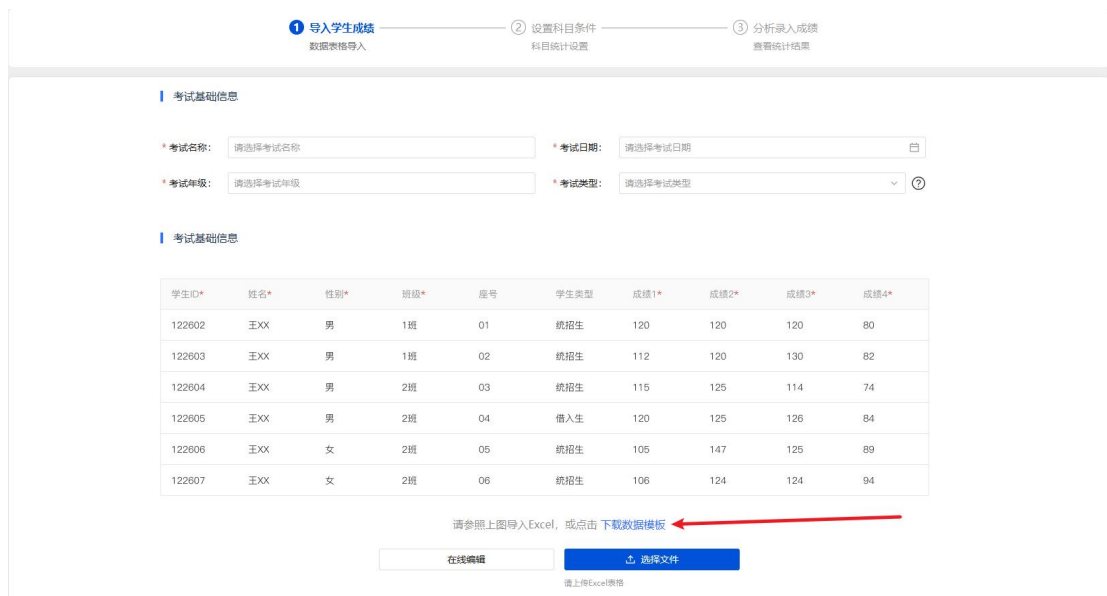 1 导入学生成绩 2 设置科目条件 3 分析录入成绩
数据表格导入 科目统计设置 查看统计结果
考试基础信息
* 考试名称: 请选择考试名称 * 考试日期: 请选择考试日期
* 考试年级: 请选择考试年级 * 考试类型: 请选择考试类型 ?
考试基础信息
学生ID* 姓名* 性别* 班级* 座号 学生类型 成绩1* 成绩2* 成绩3* 成绩4*
122602 王XX 男 1班 01 统招生 120 120 120 80
122603 王XX 男 1班 02 统招生 112 120 130 82
122604 王XX 男 2班 03 统招生 115 125 114 74
122605 王XX 男 2班 04 借入生 120 125 126 84
122606 王XX 女 2班 05 统招生 105 147 125 89
122607 王XX 女 2班 06 统招生 106 124 124 94
请参照上图导入Excel, 或点击 下载数据模板
在线编辑 选择文件
请上传Excel表格